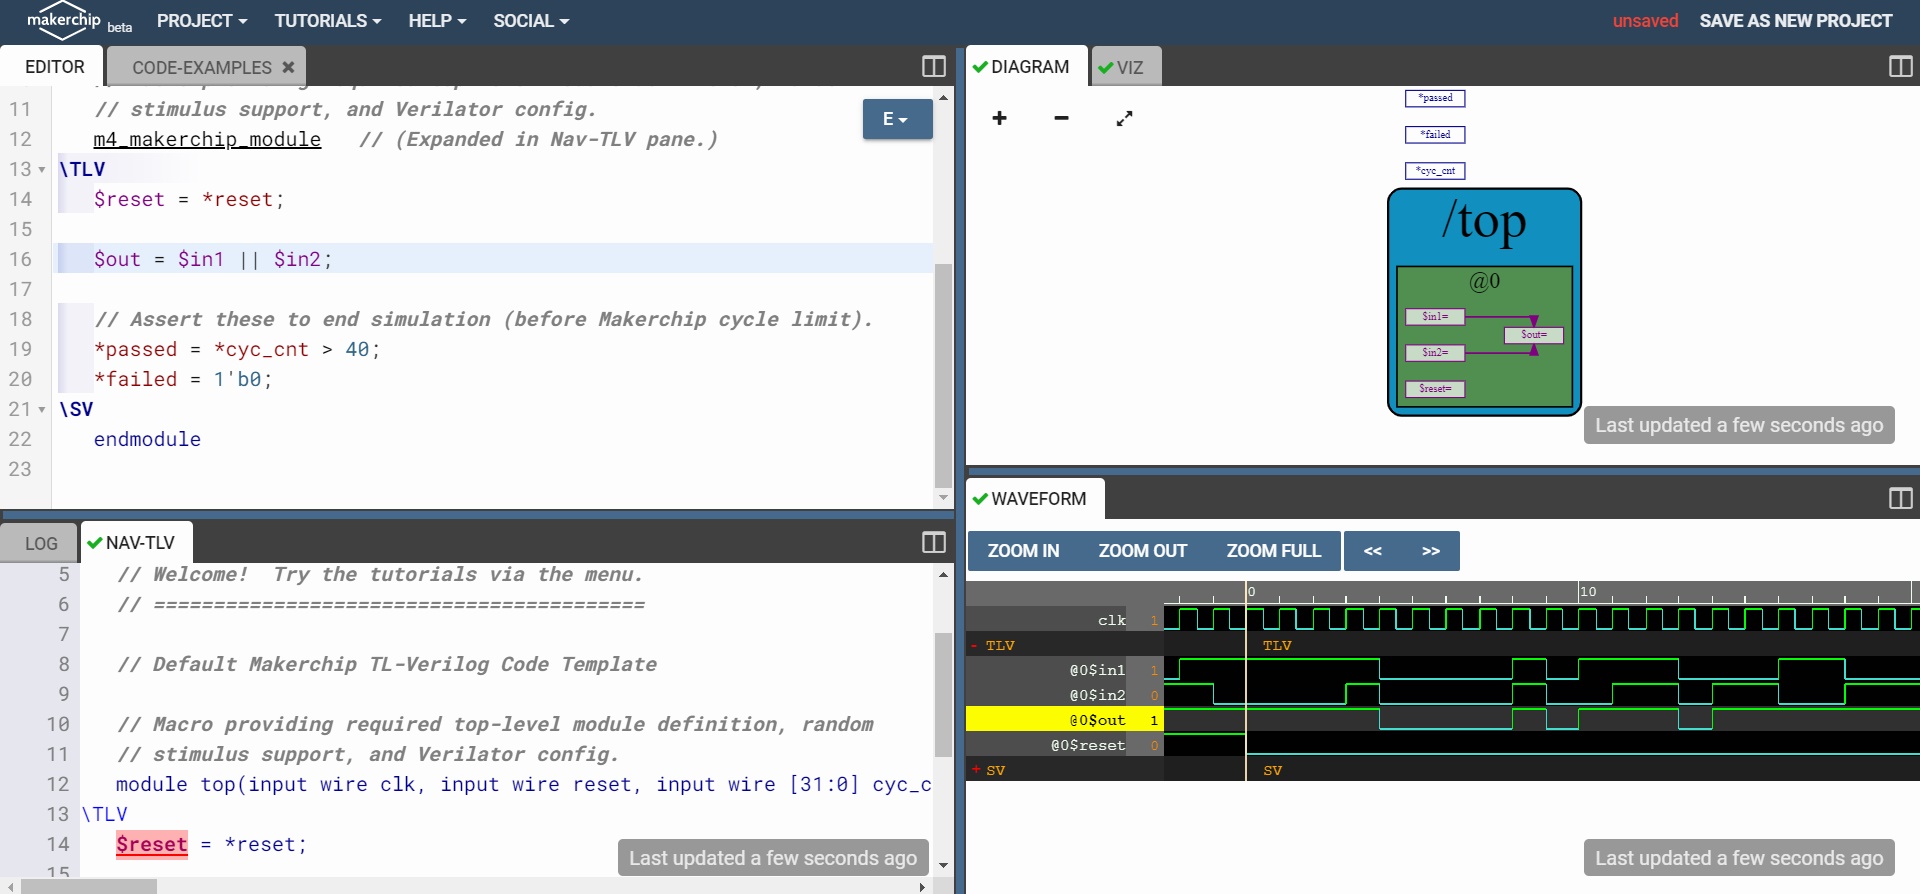 makerchip beta PROJECT TUTORIALS HELP SOCIAL unsaved SAVE AS NEW PROJECT
EDITOR CODE-EXAMPLES
11 // stimulus support, and Verilator config.
E
12 m4_makerchip_module // (Expanded in Nav-TLV pane.)
13 \TLV
14 $reset = *reset;
15
16 $out = $in1 || $in2;
17
18 // Assert these to end simulation (before Makerchip cycle limit).
19 *passed = *cyc_cnt > 40;
20 *failed = 1'b0;
21 \SV
22 endmodule
23
LOG NAV-TLV
5 // Welcome! Try the tutorials via the menu.
6 // =========================================
7
8 // Default Makerchip TL-Verilog Code Template
9
10 // Macro providing required top-level module definition, random
11 // stimulus support, and Verilator config.
12 module top(input wire clk, input wire reset, input wire [31:0] cyc_c
13 \TLV
14 $reset = *reset;
15
Last updated a few seconds ago
DIAGRAM VIZ
+ −
*passed
*failed
*cyc_cnt
/top
@0
$in1=
$out=
$in2=
$reset=
Last updated a few seconds ago
WAVEFORM
ZOOM IN ZOOM OUT ZOOM FULL << >>
0 10
clk 1
- TLV TLV
@0$in1 1
@0$in2 0
@0$out 1
@0$reset 0
+ SV SV
Last updated a few seconds ago